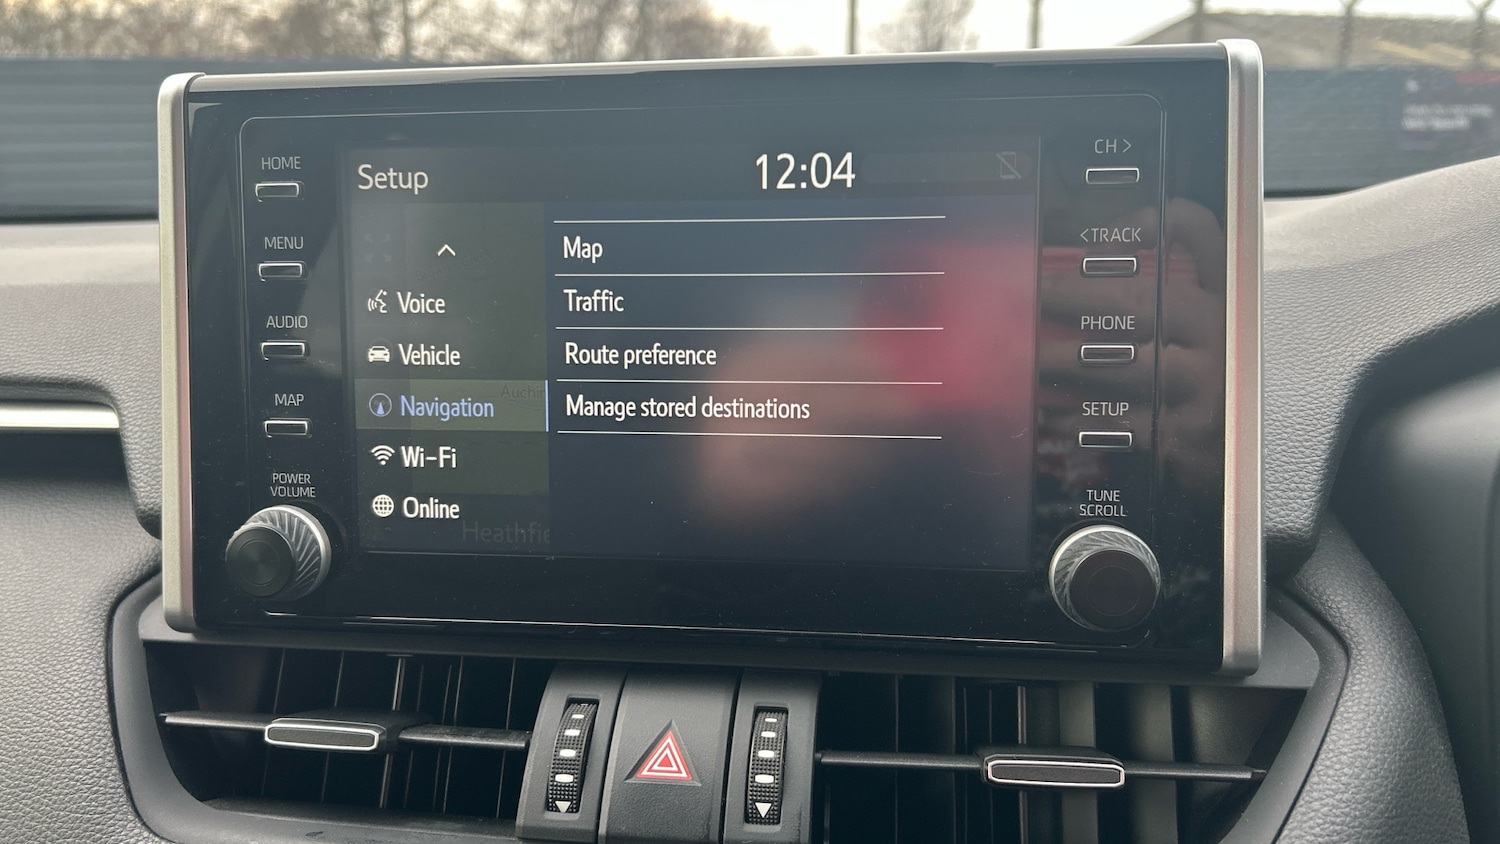 HOME
MENU
AUDIO
MAP
POWER
VOLUME
Setup
12:04
Voice
Vehicle
Navigation
Wi-Fi
Online
Map
Traffic
Route preference
Manage stored destinations
CH >
<TRACK
PHONE
SETUP
TUNE
SCROLL